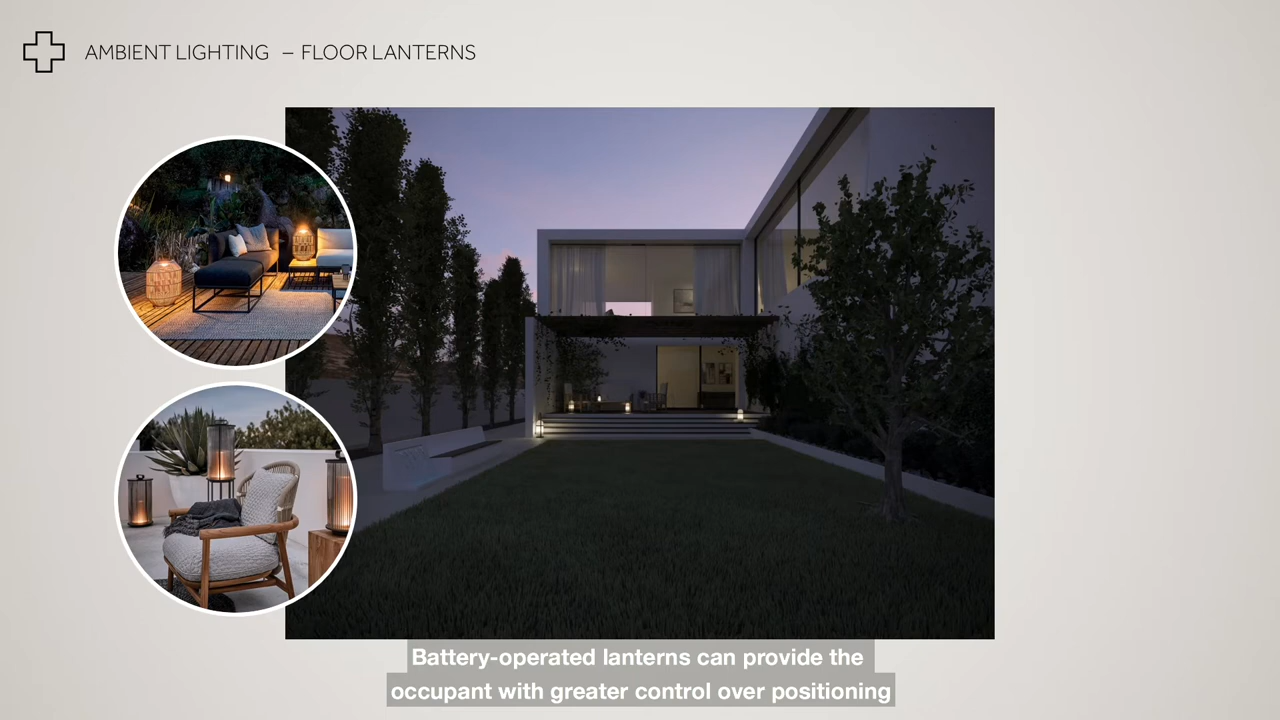 AMBIENT LIGHTING – FLOOR LANTERNS
Battery-operated lanterns can provide the
occupant with greater control over positioning